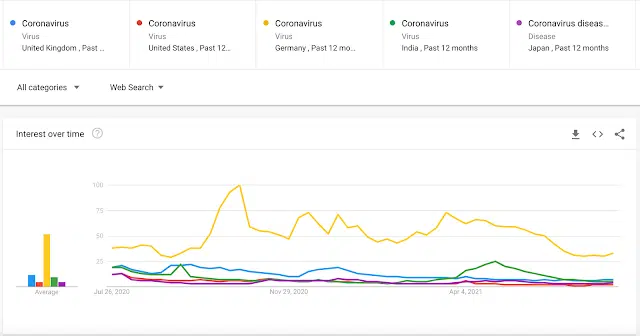 Coronavirus
Virus
United Kingdom , Past ...
Coronavirus
Virus
United States , Past 12...
Coronavirus
Virus
Germany , Past 12 mo...
Coronavirus
Virus
India , Past 12 months
Coronavirus diseas...
Disease
Japan , Past 12 months
All categories
Web Search
Interest over time
?
100
75
50
25
Average
Jul 26, 2020
Nov 29, 2020
Apr 4, 2021